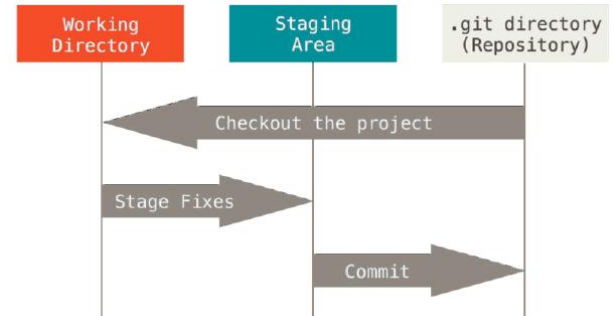 Working
Directory
Staging
Area
.git directory
(Repository)
Checkout the project
Stage Fixes
Commit